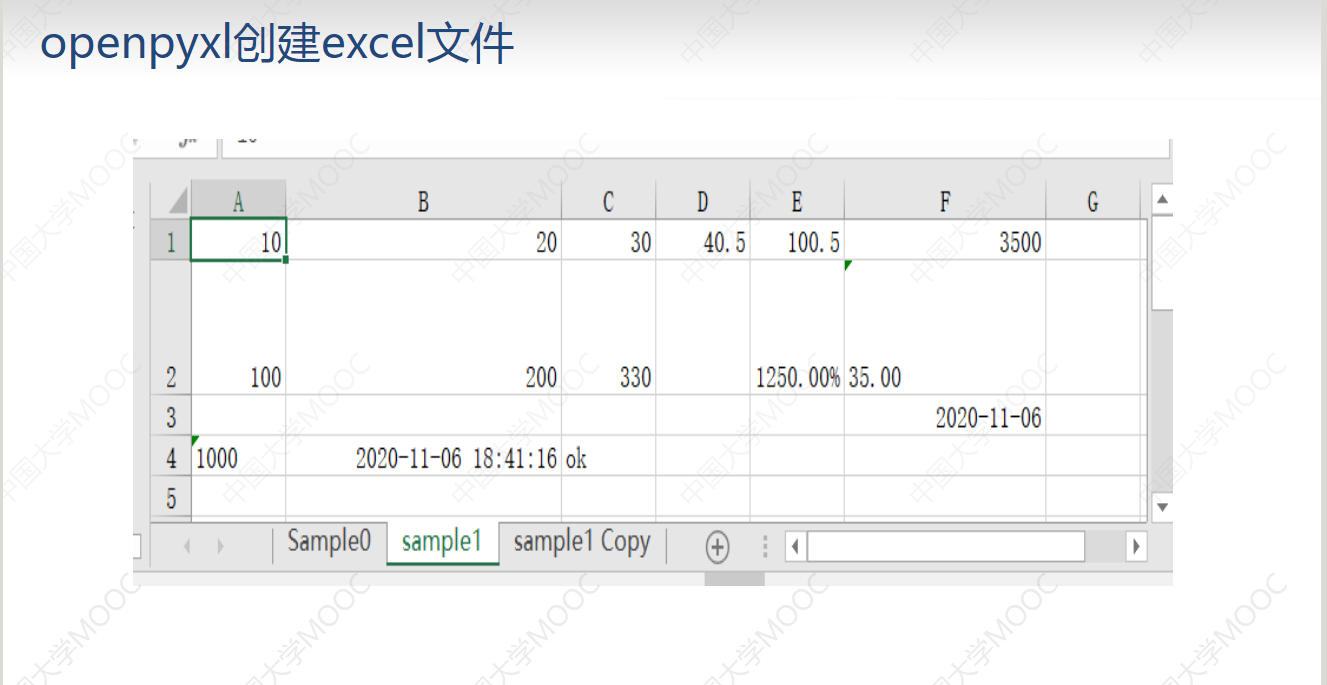 openpyxl创建excel文件
A B C D E F G
1 10 20 30 40.5 100.5 3500
2 100 200 330 1250.00% 35.00
3 2020-11-06
4 1000 2020-11-06 18:41:16 ok
5
Sample0 sample1 sample1 Copy
中国大学MOOC